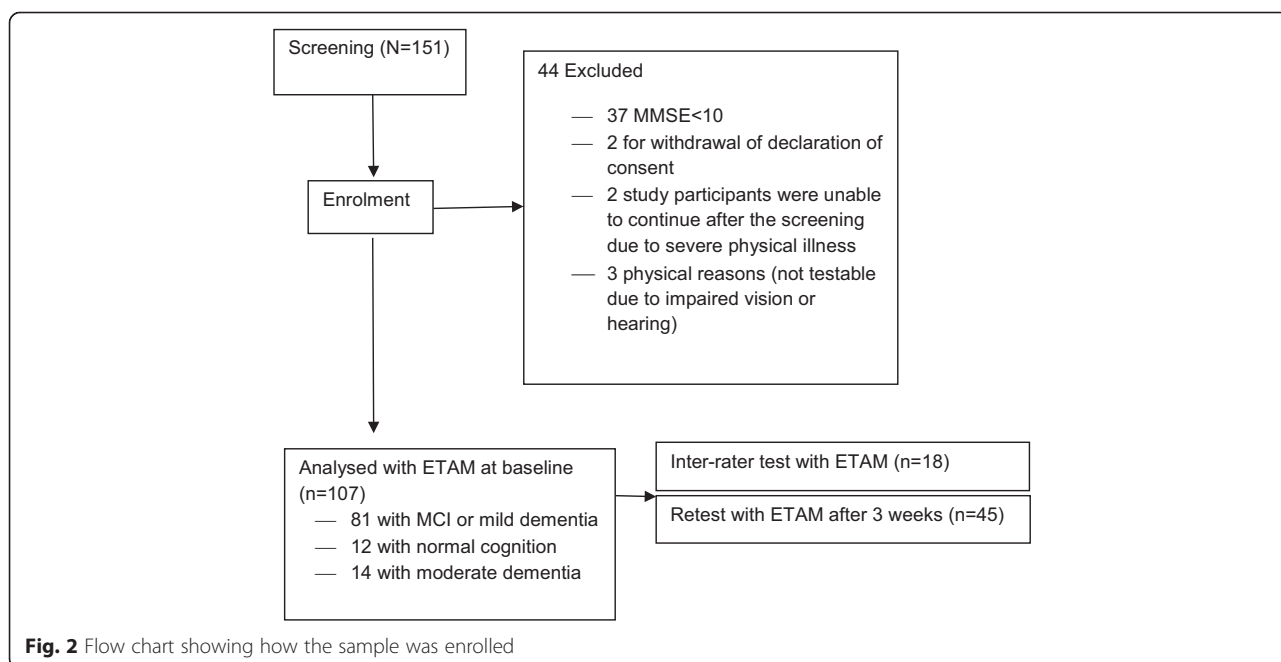 Screening (N=151)
44 Excluded
— 37 MMSE<10
— 2 for withdrawal of declaration of
consent
— 2 study participants were unable
to continue after the screening
due to severe physical illness
— 3 physical reasons (not testable
due to impaired vision or
hearing)
Enrolment
Analysed with ETAM at baseline
(n=107)
— 81 with MCI or mild dementia
— 12 with normal cognition
— 14 with moderate dementia
Inter-rater test with ETAM (n=18)
Retest with ETAM after 3 weeks (n=45)
Fig. 2 Flow chart showing how the sample was enrolled